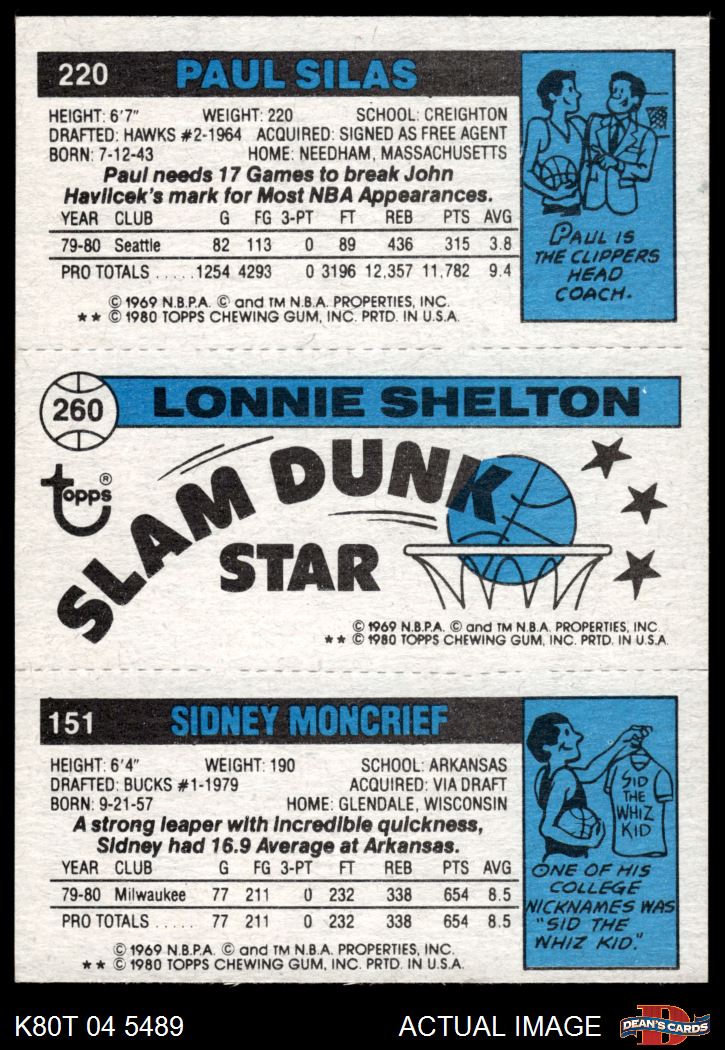 220 PAUL SILAS
HEIGHT: 6'7" WEIGHT: 220 SCHOOL: CREIGHTON
DRAFTED: HAWKS #2-1964 ACQUIRED: SIGNED AS FREE AGENT
BORN: 7-12-43 HOME: NEEDHAM, MASSACHUSETTS
Paul needs 17 Games to break John
Havilcek's mark for Most NBA Appearances.
YEAR CLUB G FG 3-PT FT REB PTS AVG
79-80 Seattle 82 113 0 89 436 315 3.8
PRO TOTALS .....1254 4293 0 3196 12,357 11,782 9.4
© 1969 N.B.P.A. © and TM N.B.A. PROPERTIES, INC.
★★ © 1980 TOPPS CHEWING GUM, INC. PRTD. IN U.S.A.
PAUL IS
THE CLIPPERS
HEAD
COACH.
260 LONNIE SHELTON
Topps®
SLAM DUNK
STAR
© 1969 N.B.P.A. © and TM N.B.A. PROPERTIES, INC.
★★ © 1980 TOPPS CHEWING GUM, INC. PRTD. IN U.S.A.
151 SIDNEY MONCRIEF
HEIGHT: 6'4" WEIGHT: 190 SCHOOL: ARKANSAS
DRAFTED: BUCKS #1-1979 ACQUIRED: VIA DRAFT
BORN: 9-21-57 HOME: GLENDALE, WISCONSIN
A strong leaper with incredible quickness,
Sidney had 16.9 Average at Arkansas.
YEAR CLUB G FG 3-PT FT REB PTS AVG
79-80 Milwaukee 77 211 0 232 338 654 8.5
PRO TOTALS ..... 77 211 0 232 338 654 8.5
© 1969 N.B.P.A. © and TM N.B.A. PROPERTIES, INC.
★★ © 1980 TOPPS CHEWING GUM, INC. PRTD. IN U.S.A.
SID
THE
WHIZ
KID
ONE OF HIS
COLLEGE
NICKNAMES WAS
"SID THE
WHIZ KID."
K80T 04 5489 ACTUAL IMAGE D DEAN'S CARDS